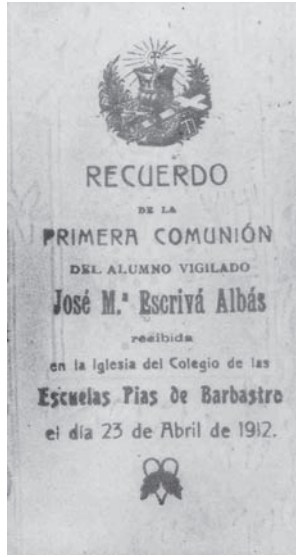 RECUERDO
DE LA
PRIMERA COMUNIÓN
DEL ALUMNO VIGILADO
José M.ª Escrivá Albás
recibida
en la Iglesia del Colegio de las
Escuelas Pías de Barbastro
el día 23 de Abril de 1912.